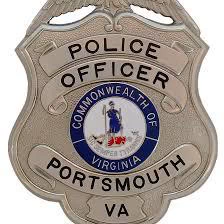 POLICE
OFFICER
COMMONWEALTH OF
VIRGINIA
PORTSMOUTH
VA